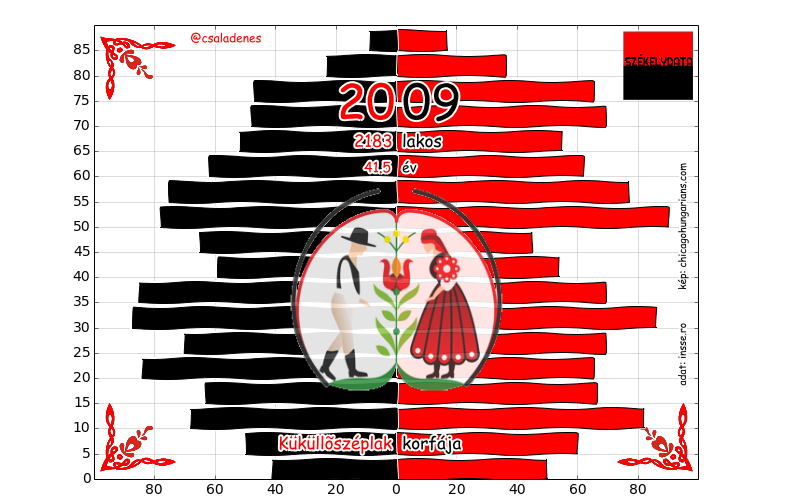 @csaladenes
SZÉKELYDATA
2009
2183 lakos
41.5 év
kép: chicagohungarians.com
adat: insse.ro
Küküllőszéplak korfája
85
80
75
70
65
60
55
50
45
40
35
30
25
20
15
10
5
0
80 60 40 20 0 20 40 60 80